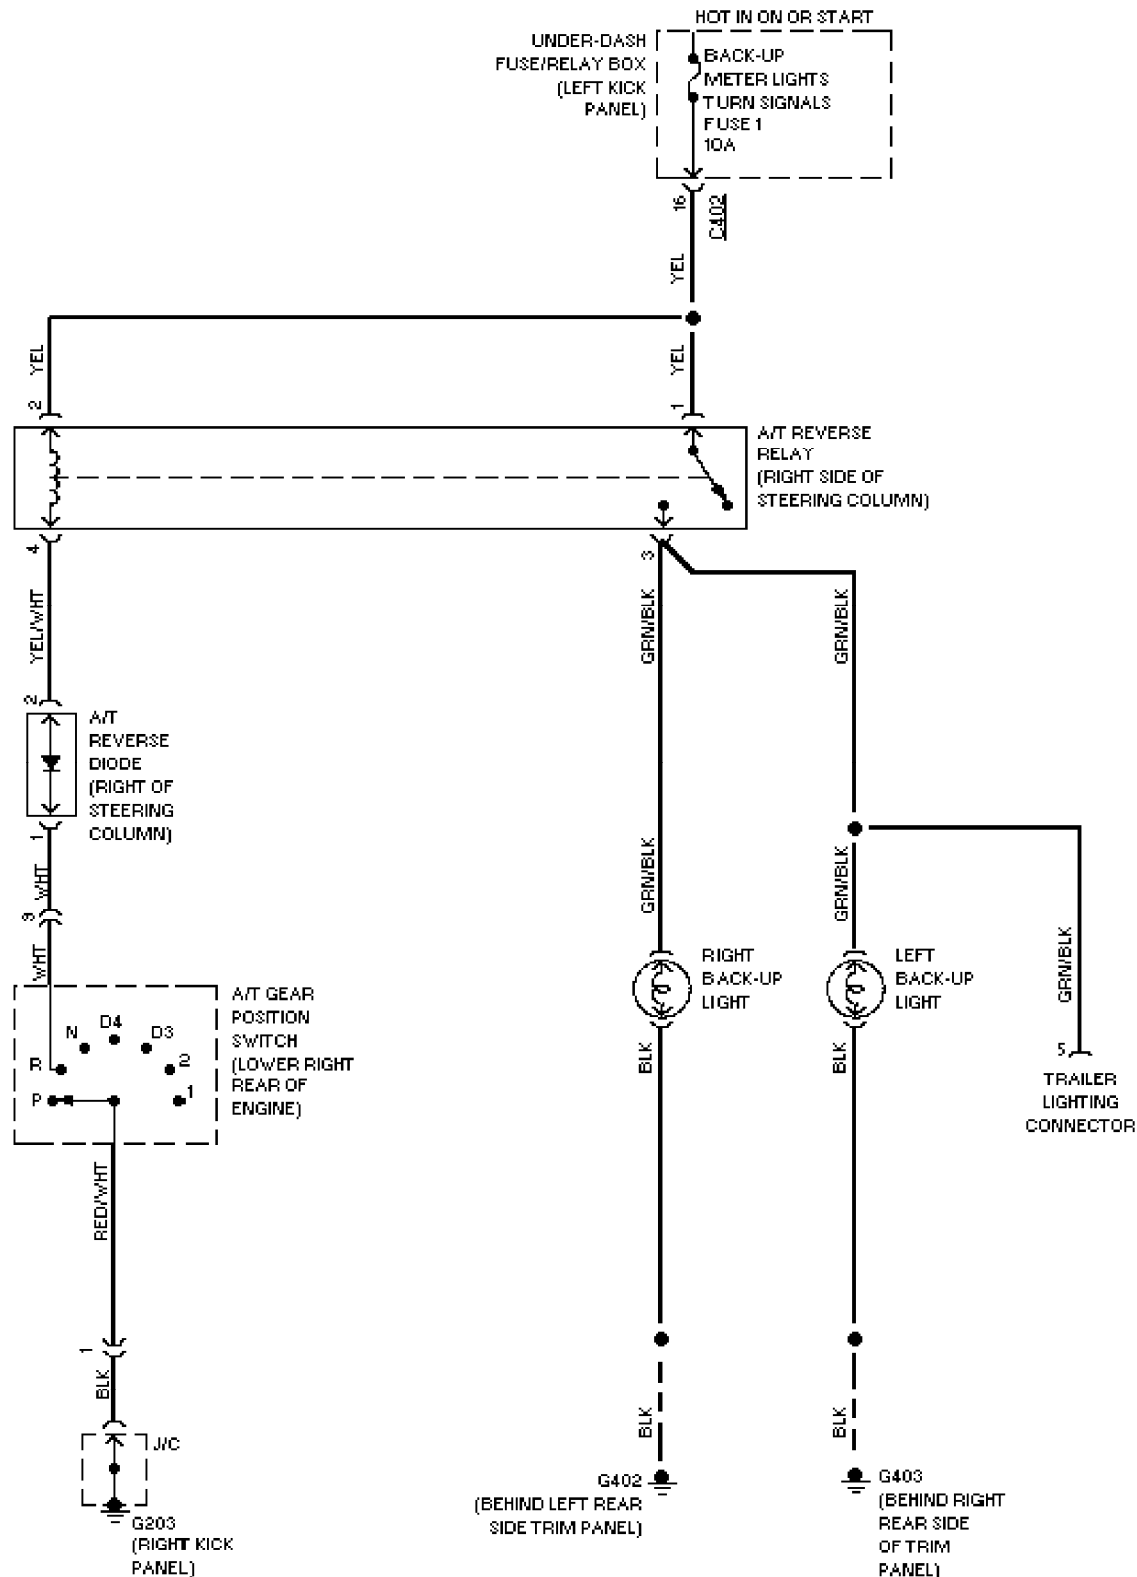 HOT IN ON OR START
UNDER-DASH
FUSE/RELAY BOX
(LEFT KICK
PANEL)
BACK-UP
METER LIGHTS
TURN SIGNALS
FUSE 1
10A
16
C402
YEL
YEL
YEL
2
1
A/T REVERSE
RELAY
(RIGHT SIDE OF
STEERING COLUMN)
4
3
YEL/WHT
GRN/BLK
GRN/BLK
2
A/T
REVERSE
DIODE
(RIGHT OF
STEERING
COLUMN)
1
WHT
GRN/BLK
GRN/BLK
WHT
RIGHT
BACK-UP
LIGHT
LEFT
BACK-UP
LIGHT
GRN/BLK
A/T GEAR
POSITION
SWITCH
(LOWER RIGHT
REAR OF
ENGINE)
R
N
D4
D3
2
P
1
BLK
BLK
5
TRAILER
LIGHTING
CONNECTOR
RED/WHT
1
BLK
J/C
G203
(RIGHT KICK
PANEL)
BLK
G402
(BEHIND LEFT REAR
SIDE TRIM PANEL)
BLK
G403
(BEHIND RIGHT
REAR SIDE
OF TRIM
PANEL)